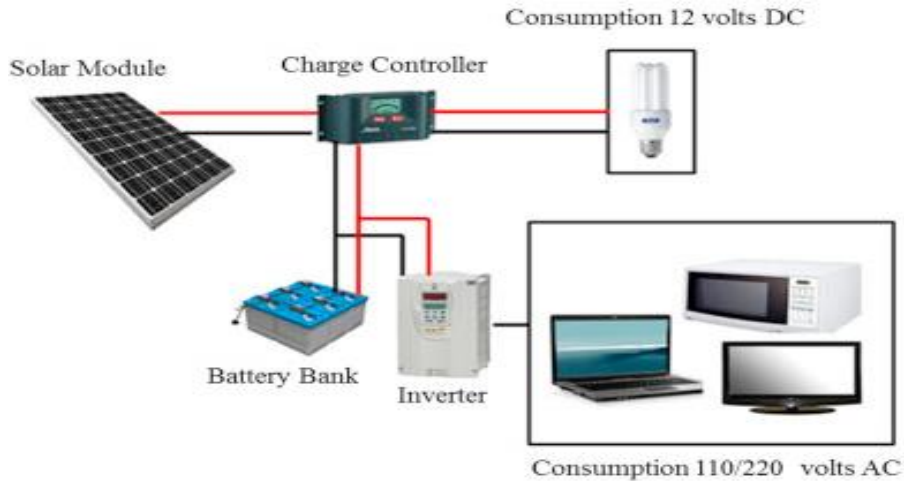 Consumption 12 volts DC
Solar Module
Charge Controller
Battery Bank
Inverter
Consumption 110/220 volts AC